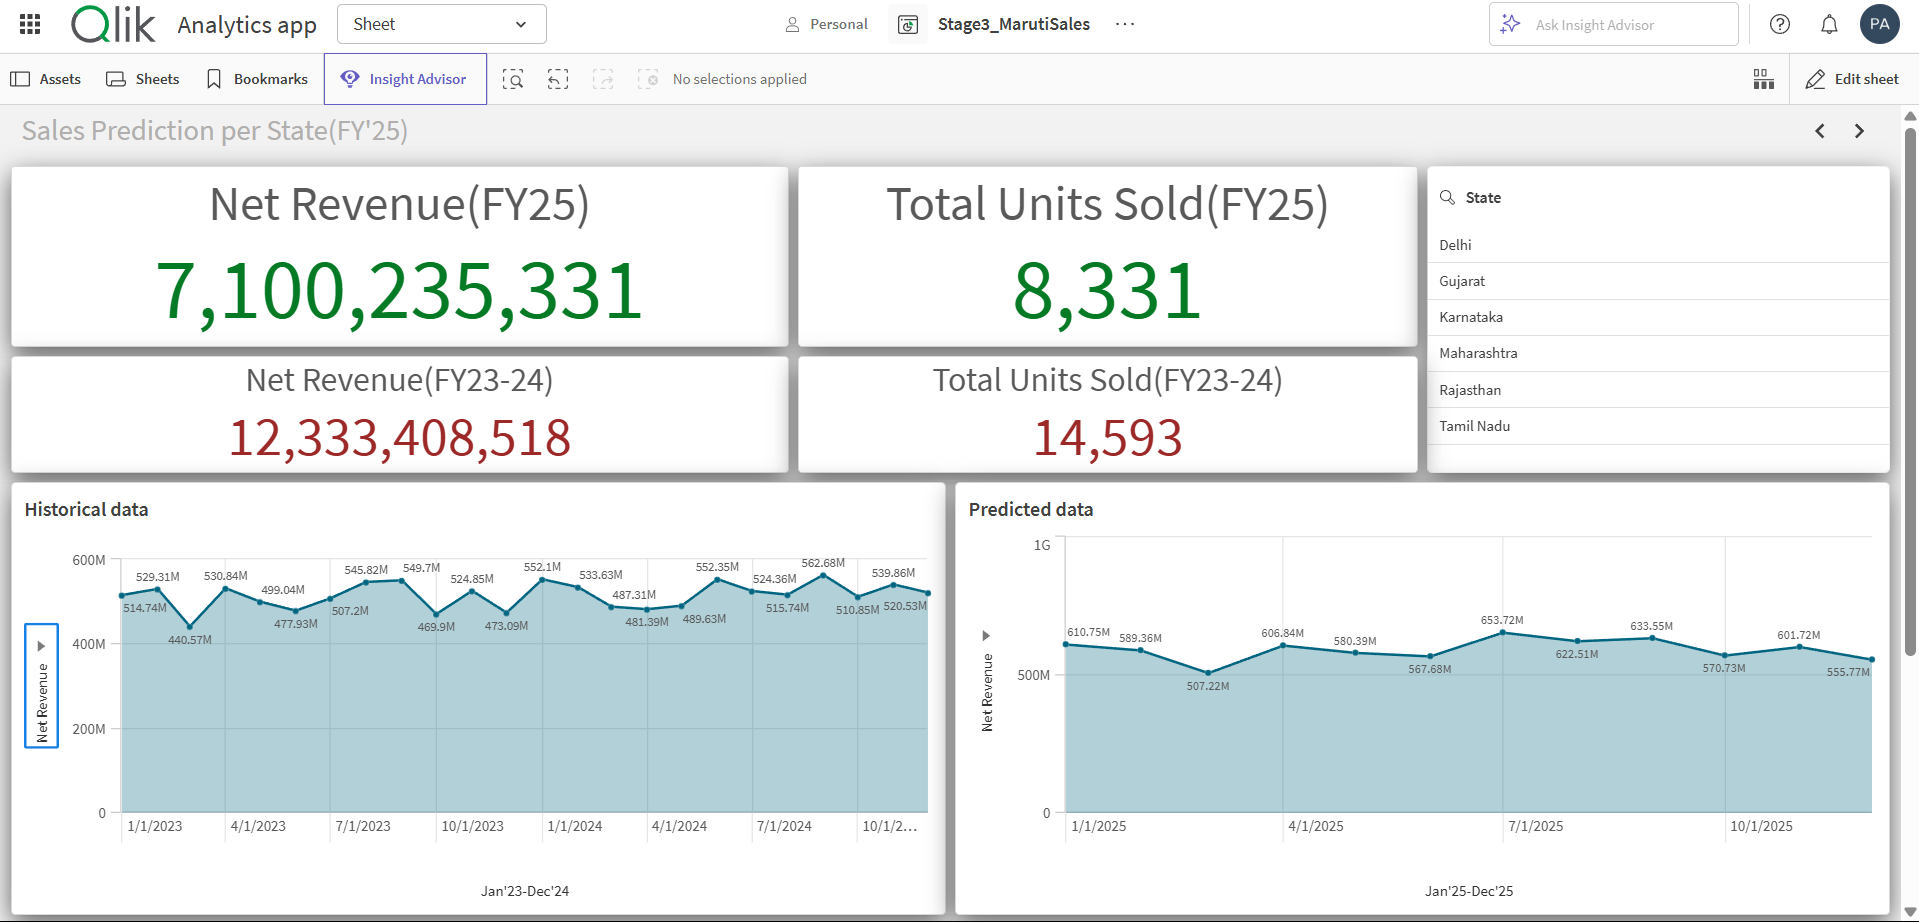 Qlik
Analytics app
Sheet
Personal
Stage3_MarutiSales
...
Ask Insight Advisor
PA
Assets
Sheets
Bookmarks
Insight Advisor
No selections applied
Edit sheet
Sales Prediction per State(FY'25)
Net Revenue(FY25)
7,100,235,331
Total Units Sold(FY25)
8,331
State
Delhi
Gujarat
Karnataka
Maharashtra
Rajasthan
Tamil Nadu
Net Revenue(FY23-24)
12,333,408,518
Total Units Sold(FY23-24)
14,593
Historical data
Net Revenue
600M
400M
200M
0
514.74M
529.31M
440.57M
530.84M
499.04M
477.93M
507.2M
545.82M
549.7M
469.9M
524.85M
473.09M
552.1M
533.63M
487.31M
481.39M
489.63M
552.35M
524.36M
515.74M
562.68M
510.85M
539.86M
520.53M
1/1/2023
4/1/2023
7/1/2023
10/1/2023
1/1/2024
4/1/2024
7/1/2024
10/1/2...
Jan'23-Dec'24
Predicted data
Net Revenue
1G
500M
0
610.75M
589.36M
507.22M
606.84M
580.39M
567.68M
653.72M
622.51M
633.55M
570.73M
601.72M
555.77M
1/1/2025
4/1/2025
7/1/2025
10/1/2025
Jan'25-Dec'25